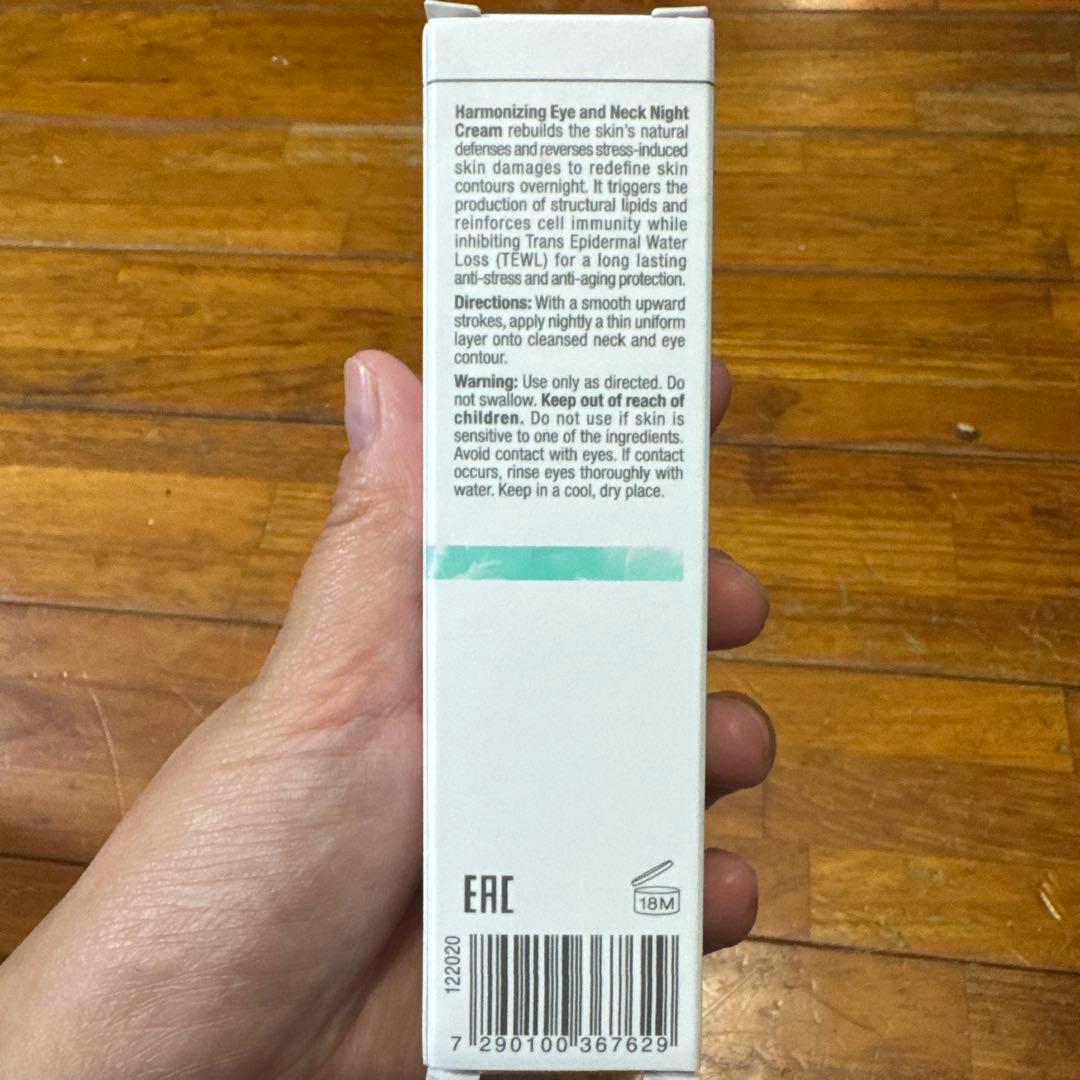 Harmonizing Eye and Neck Night
Cream rebuilds the skin's natural
defenses and reverses stress-induced
skin damages to redefine skin
contours overnight. It triggers the
production of structural lipids and
reinforces cell immunity while
inhibiting Trans Epidermal Water
Loss (TEWL) for a long lasting
anti-stress and anti-aging protection.
Directions: With a smooth upward
strokes, apply nightly a thin uniform
layer onto cleansed neck and eye
contour.
Warning: Use only as directed. Do
not swallow. Keep out of reach of
children. Do not use if skin is
sensitive to one of the ingredients.
Avoid contact with eyes. If contact
occurs, rinse eyes thoroughly with
water. Keep in a cool, dry place.
EAC
18M
122020
7 290100 367629